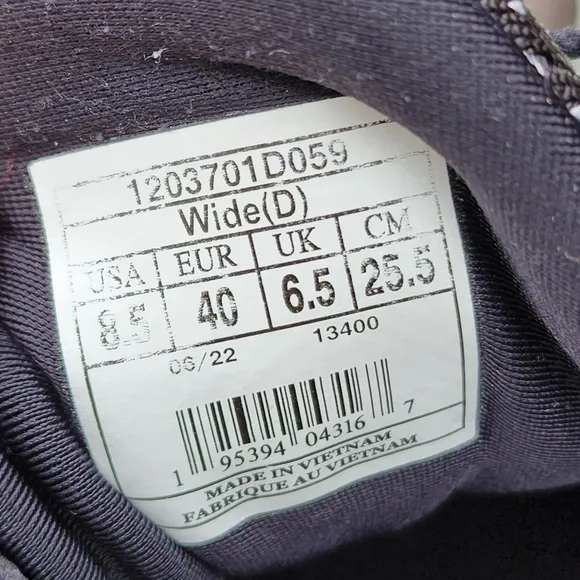 1203701D059
Wide(D)
USA EUR UK CM
8.5 40 6.5 25.5
06/22 13400
1 95394 04316 7
MADE IN VIETNAM
FABRIQUE AU VIETNAM